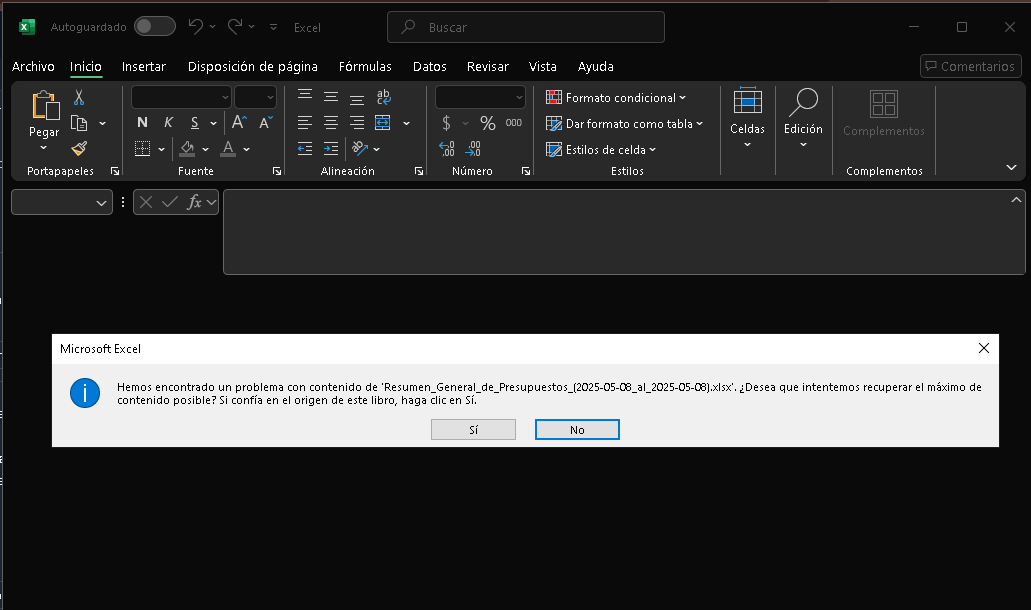 Autoguardado
Excel
Buscar
Archivo Inicio Insertar Disposición de página Fórmulas Datos Revisar Vista Ayuda Comentarios
Pegar
Portapapeles
N K S A A
Fuente
ab
Alineación
$ % 000
Número
Formato condicional
Dar formato como tabla
Estilos de celda
Estilos
Celdas
Edición
Complementos
Complementos
fx
Microsoft Excel
Hemos encontrado un problema con contenido de 'Resumen_General_de_Presupuestos_(2025-05-08_al_2025-05-08).xlsx'. ¿Desea que intentemos recuperar el máximo de
contenido posible? Si confía en el origen de este libro, haga clic en Sí.
Sí No